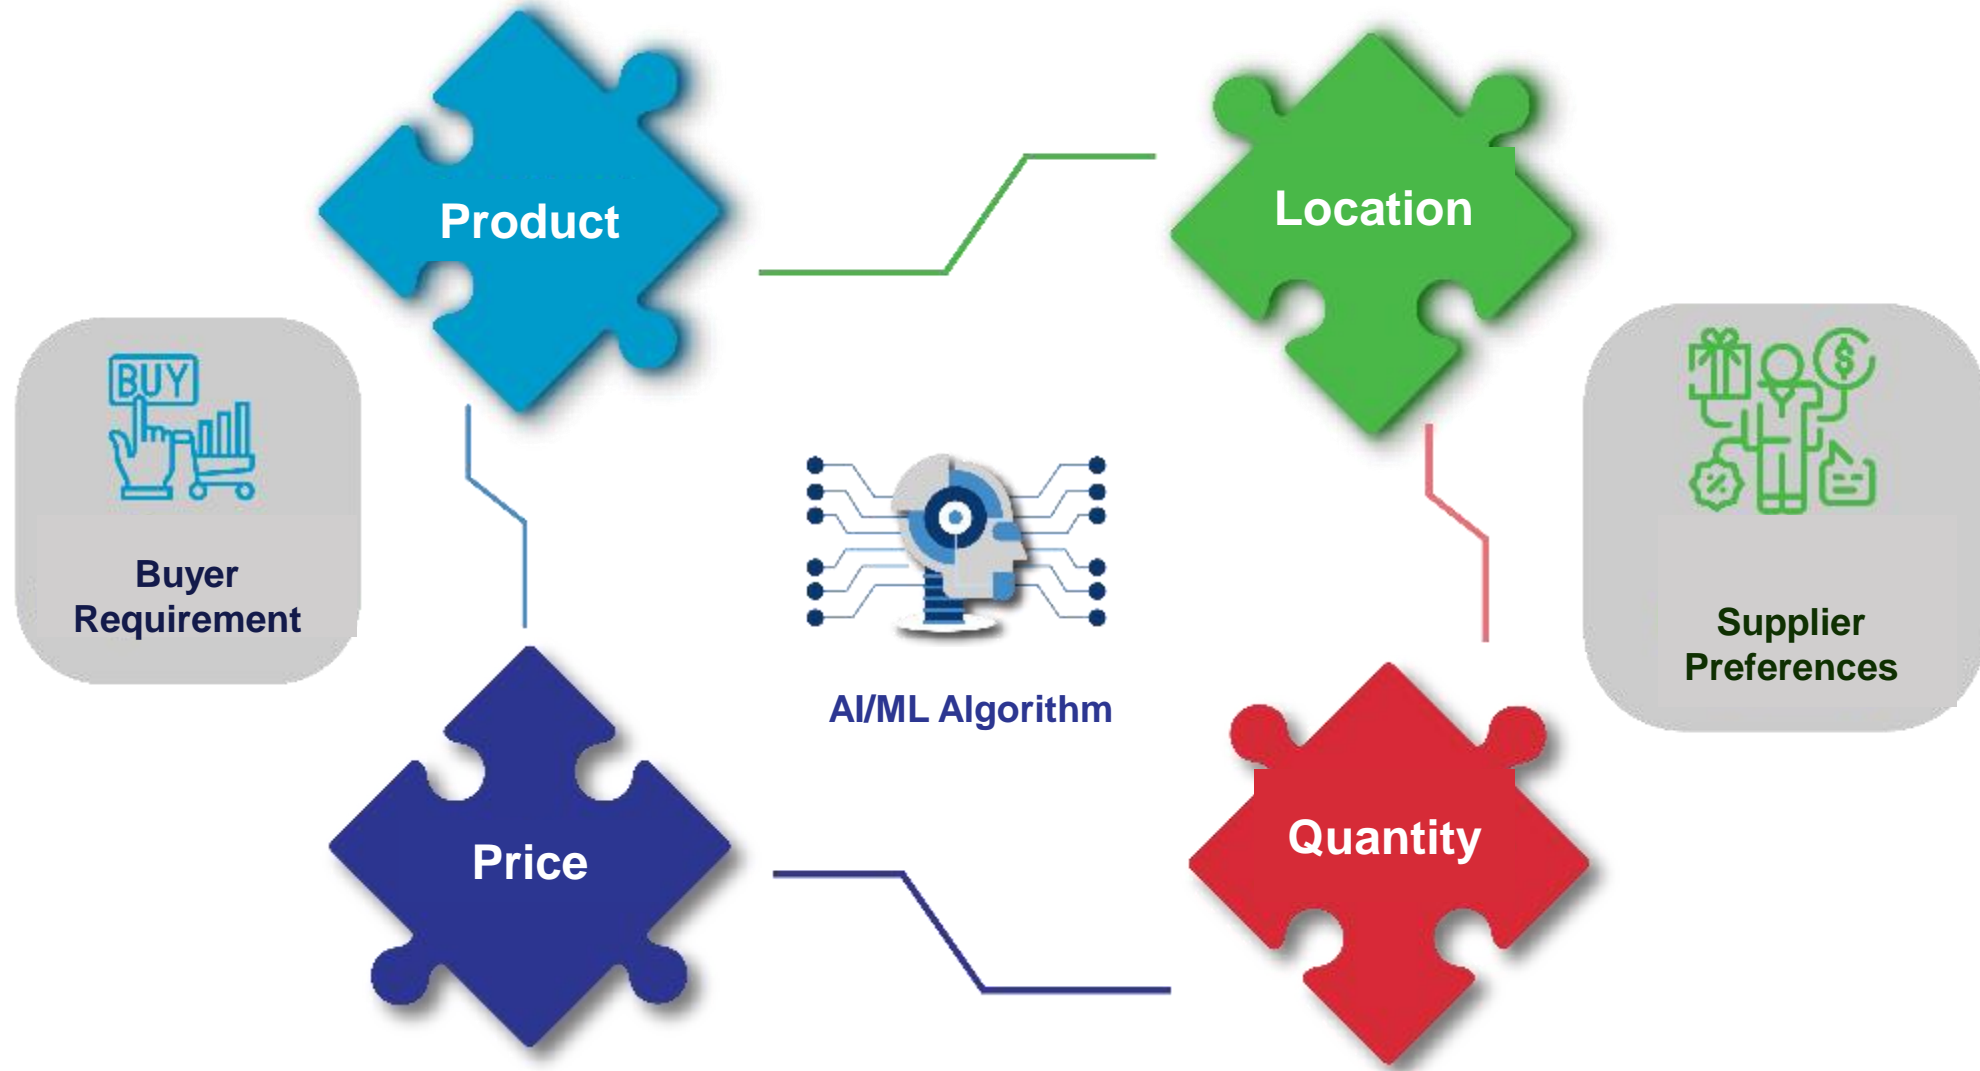 Product
Location
BUY
$
Buyer
Requirement
%
Supplier
Preferences
AI/ML Algorithm
Price
Quantity